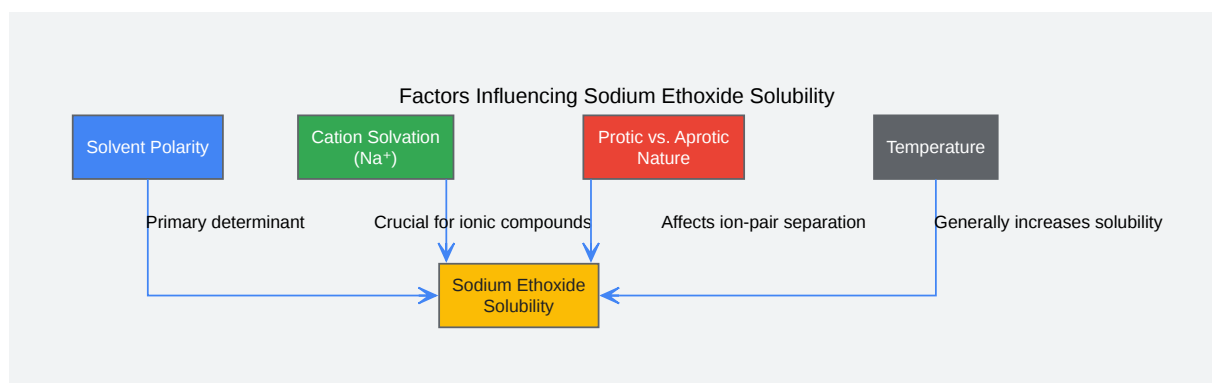 Factors Influencing Sodium Ethoxide Solubility
Solvent Polarity
Cation Solvation
(Na⁺)
Protic vs. Aprotic
Nature
Temperature
Primary determinant
Crucial for ionic compounds
Affects ion-pair separation
Generally increases solubility
Sodium Ethoxide
Solubility